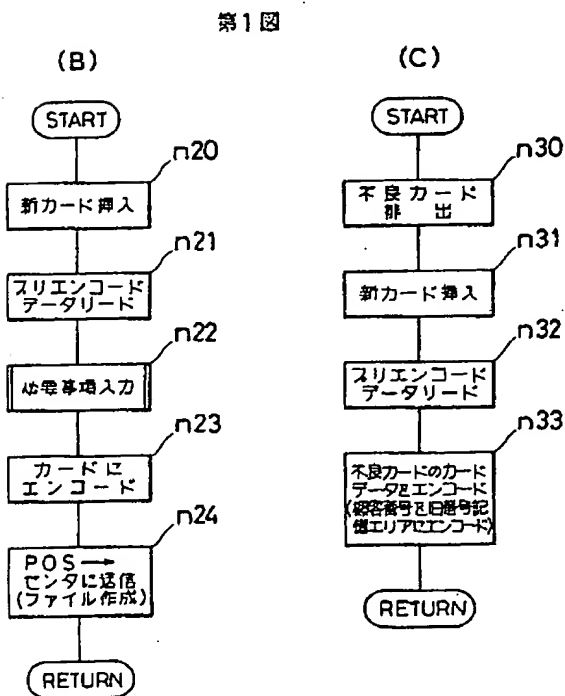 第1図
(B)
START
n20
新カード挿入
n21
プリエンコード
データリード
n22
必要事項入力
n23
カードに
エンコード
n24
POS→
センタに送信
(ファイル作成)
RETURN
(C)
START
n30
不良カード
排出
n31
新カード挿入
n32
プリエンコード
データリード
n33
不良カードのカード
データをエンコード
(顧客番号を旧番号記
憶エリアにエンコード)
RETURN